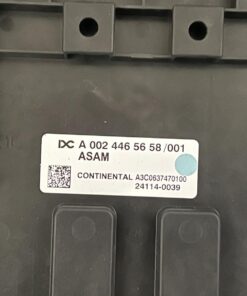 DC A 002 446 56 58 /001
ASAM
CONTINENTAL A3C0637470100
24114-0039